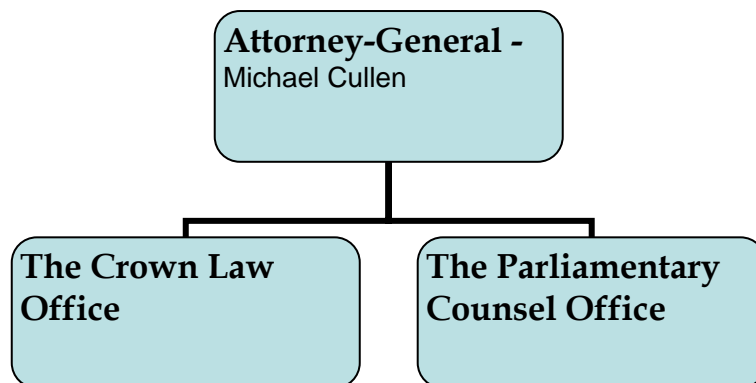 Attorney-General -
Michael Cullen
The Crown Law
Office
The Parliamentary
Counsel Office